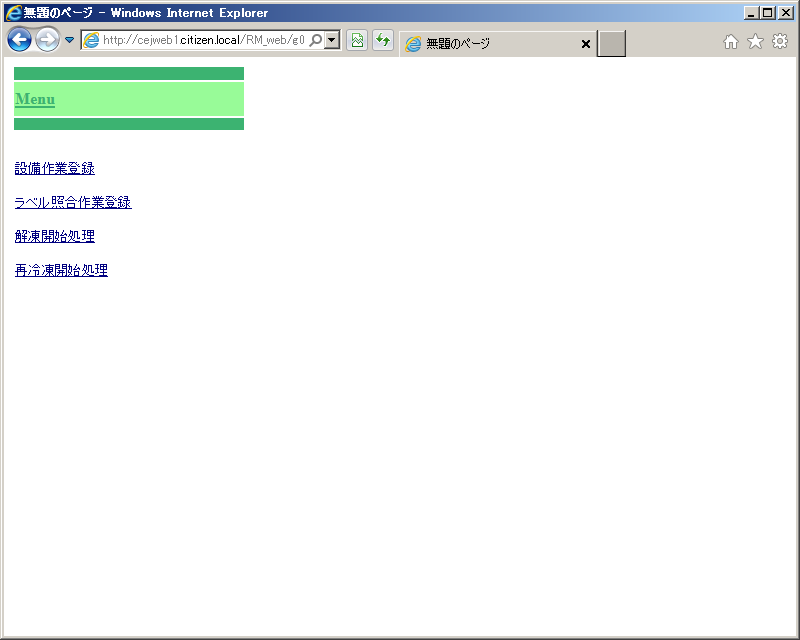 無題のページ - Windows Internet Explorer
http://cejweb1.citizen.local/RM_web/g0
無題のページ
Menu
設備作業登録
ラベル照合作業登録
解凍開始処理
再冷凍開始処理